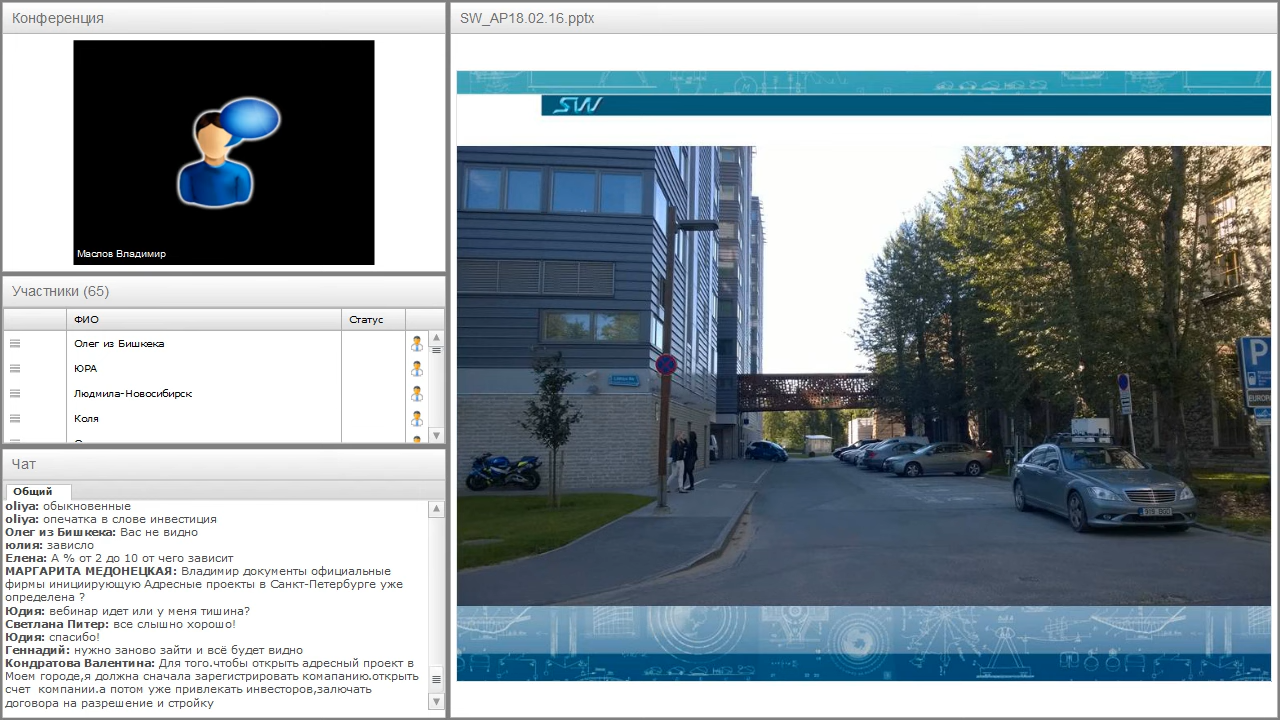 Конференция
Маслов Владимир
Участники (65)
ФИО
Статус
Олег из Бишкека
ЮРА
Людмила-Новосибирск
Коля
Чат
Общий
oliya: обыкновенные
oliya: опечатка в слове инвестиция
Олег из Бишкека: Вас не видно
юлия: зависло
Елена: А % от 2 до 10 от чего зависит
МАРГАРИТА МЕДОНЕЦКАЯ: Владимир документы официальные
фирмы инициирующую Адресные проекты в Санкт-Петербурге уже
определена ?
Юдия: вебинар идет или у меня тишина?
Светлана Питер: все слышно хорошо!
Юдия: спасибо!
Геннадий: нужно заново зайти и всё будет видно
Кондратова Валентина: Для того.чтобы открыть адресный проект в
должна сначала зарегистрировать компанию.открыть
счет компании.а потом уже привлекать инвесторов,заключать
договора на разрешение и стройку
SW_AP18.02.16.pptx
SW
P
EUROPARK